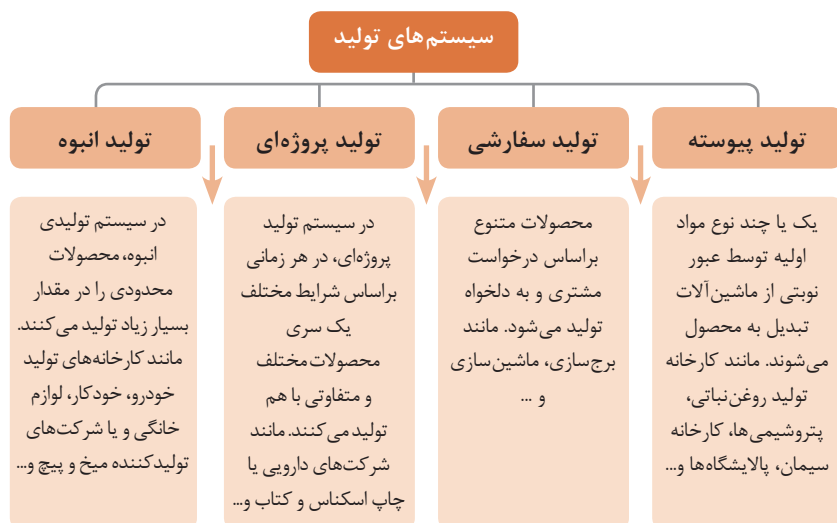 سیستم‌های تولید
تولید پیوسته
تولید سفارشی
تولید پروژه‌ای
تولید انبوه
یک یا چند نوع مواد
اولیه توسط عبور
نوبتی از ماشین‌آلات
تبدیل به محصول
می‌شوند. مانند کارخانه
تولید روغن‌نباتی،
پتروشیمی‌ها، کارخانه
سیمان، پالایشگاه‌ها و...
محصولات متنوع
براساس درخواست
مشتری و به دلخواه
تولید می‌شود. مانند
برج‌سازی، ماشین‌سازی
و ...
در سیستم تولید
پروژه‌ای، در هر زمانی
براساس شرایط مختلف
یک سری
محصولات مختلف
و متفاوتی با هم
تولید می‌کنند. مانند
شرکت‌های دارویی یا
چاپ اسکناس و کتاب و...
در سیستم تولیدی
انبوه، محصولات
محدودی را در مقدار
بسیار زیاد تولید می‌کنند.
مانند کارخانه‌های تولید
خودرو، خودکار، لوازم
خانگی و یا شرکت‌های
تولیدکننده میخ و پیچ و...